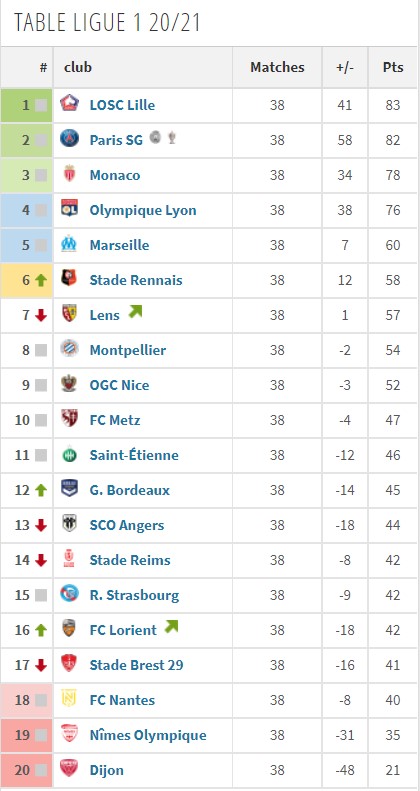 TABLE LIGUE 1 20/21
# club Matches +/- Pts
1 LOSC Lille 38 41 83
2 Paris SG 38 58 82
3 Monaco 38 34 78
4 Olympique Lyon 38 38 76
5 Marseille 38 7 60
6 Stade Rennais 38 12 58
7 Lens 38 1 57
8 Montpellier 38 -2 54
9 OGC Nice 38 -3 52
10 FC Metz 38 -4 47
11 Saint-Étienne 38 -12 46
12 G. Bordeaux 38 -14 45
13 SCO Angers 38 -18 44
14 Stade Reims 38 -8 42
15 R. Strasbourg 38 -9 42
16 FC Lorient 38 -18 42
17 Stade Brest 29 38 -16 41
18 FC Nantes 38 -8 40
19 Nîmes Olympique 38 -31 35
20 Dijon 38 -48 21